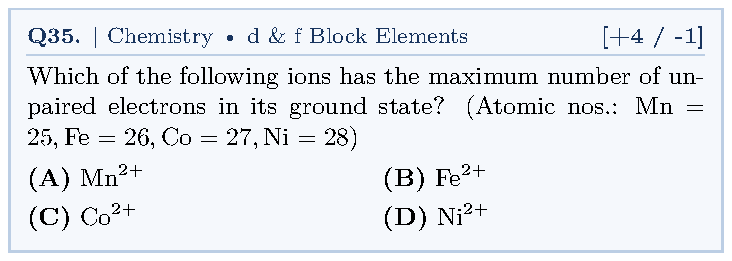 Q35. | Chemistry • d & f Block Elements [+4 / -1]
Which of the following ions has the maximum number of un-
paired electrons in its ground state? (Atomic nos.: Mn =
25, Fe = 26, Co = 27, Ni = 28)
(A) Mn²⁺ (B) Fe²⁺
(C) Co²⁺ (D) Ni²⁺